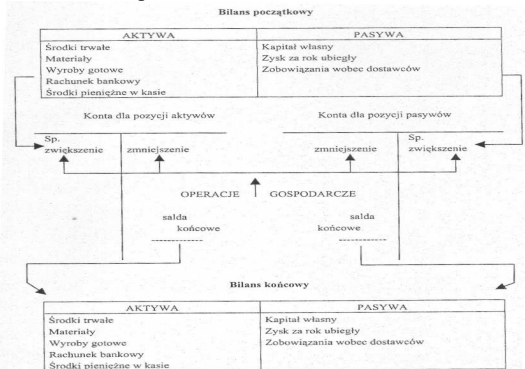 Bilans początkowy
AKTYWA PASYWA
Środki trwałe Kapitał własny
Materiały Zysk za rok ubiegły
Wyroby gotowe Zobowiązania wobec dostawców
Rachunek bankowy
Środki pieniężne w kasie
Konta dla pozycji aktywów Konta dla pozycji pasywów
Sp. Sp.
zwiększenie zmniejszenie zmniejszenie zwiększenie
OPERACJE GOSPODARCZE
salda salda
końcowe końcowe
Bilans końcowy
AKTYWA PASYWA
Środki trwałe Kapitał własny
Materiały Zysk za rok ubiegły
Wyroby gotowe Zobowiązania wobec dostawców
Rachunek bankowy
Środki pieniężne w kasie